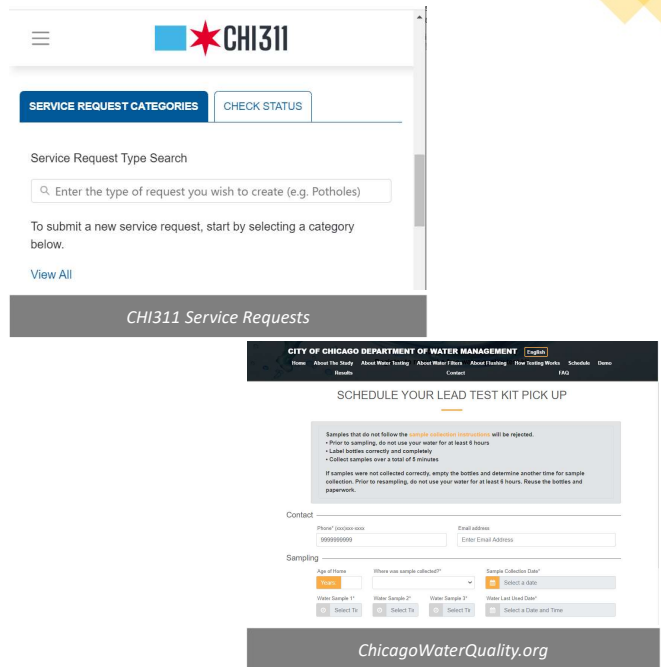 CHI311
SERVICE REQUEST CATEGORIES
CHECK STATUS
Service Request Type Search
Enter the type of request you wish to create (e.g. Potholes)
To submit a new service request, start by selecting a category
below.
View All
CHI311 Service Requests
CITY OF CHICAGO DEPARTMENT OF WATER MANAGEMENT English
Home About The Study About Water Testing About Water Filters About Flushing How Testing Works Schedule Demo
Results Contact FAQ
SCHEDULE YOUR LEAD TEST KIT PICK UP
Samples that do not follow the sample collection instructions will be rejected.
• Prior to sampling, do not use your water for at least 6 hours
• Label bottles correctly and completely
• Collect samples over a total of 5 minutes
If samples were not collected correctly, empty the bottles and determine another time for sample
collection. Prior to resampling, do not use your water for at least 6 hours. Reuse the bottles and
paperwork.
Contact
Phone* (xxx)xxx-xxxx Email address
9999999999 Enter Email Address
Sampling
Age of Home Where was sample collected?* Sample Collection Date*
Years Select a date
Water Sample 1* Water Sample 2* Water Sample 3* Water Last Used Date*
Select Ti Select Ti Select Ti Select a Date and Time
ChicagoWaterQuality.org